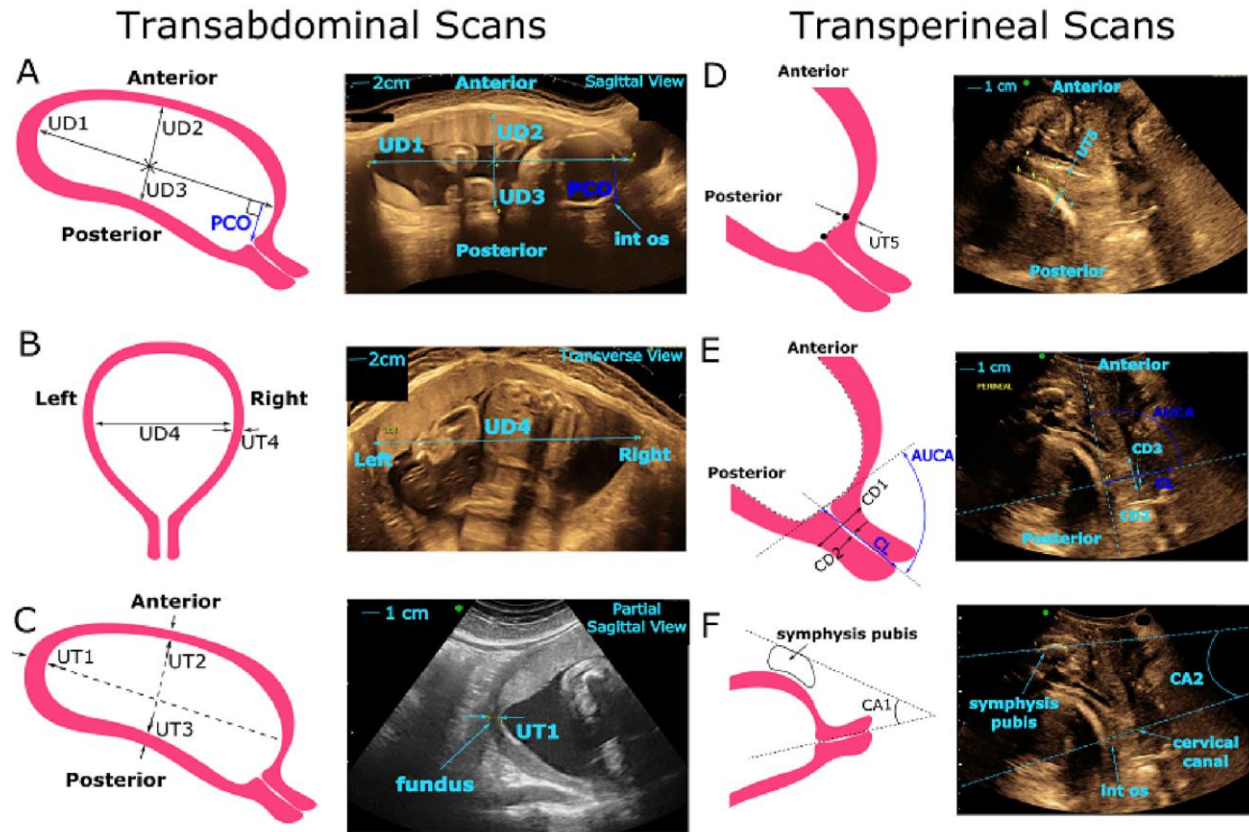 Transabdominal Scans
Transperineal Scans
A
Anterior
UD1
UD2
UD3
PCO
Posterior
2cm
Anterior
Sagittal View
UD1
UD2
UD3
PCO
int os
Posterior
B
Left
Right
UD4
UT4
2cm
Transverse View
UD4
Left
Right
C
Anterior
UT1
UT2
UT3
Posterior
1 cm
Partial
Sagittal View
UT1
fundus
D
Anterior
Posterior
UT5
1 cm
Anterior
UT5
Posterior
E
Anterior
Posterior
AUCA
CD1
CD2
CL
1 cm
Anterior
PERINEAL
AUCA
CD3
CL
CD3
Posterior
F
symphysis pubis
CA1
CA2
symphysis
pubis
cervical
canal
int os